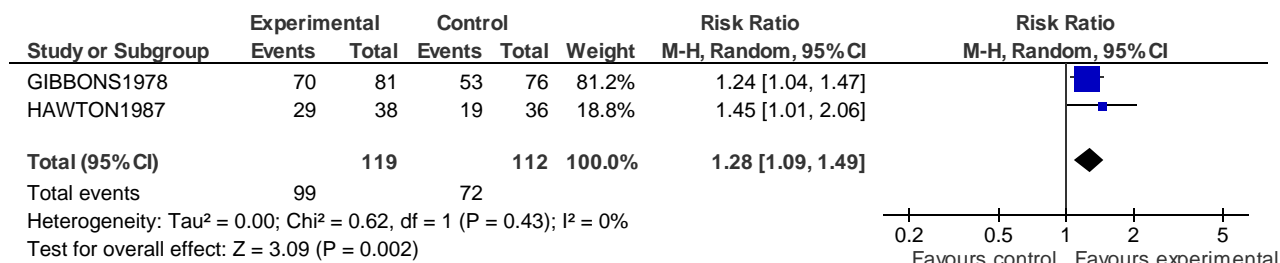 Experimental Control Risk Ratio Risk Ratio
Study or Subgroup Events Total Events Total Weight M-H, Random, 95% CI M-H, Random, 95% CI
GIBBONS1978 70 81 53 76 81.2% 1.24 [1.04, 1.47]
HAWTON1987 29 38 19 36 18.8% 1.45 [1.01, 2.06]
Total (95% CI) 119 112 100.0% 1.28 [1.09, 1.49]
Total events 99 72
Heterogeneity: Tau² = 0.00; Chi² = 0.62, df = 1 (P = 0.43); I² = 0%
Test for overall effect: Z = 3.09 (P = 0.002)
0.2 0.5 1 2 5
Favours control Favours experimental